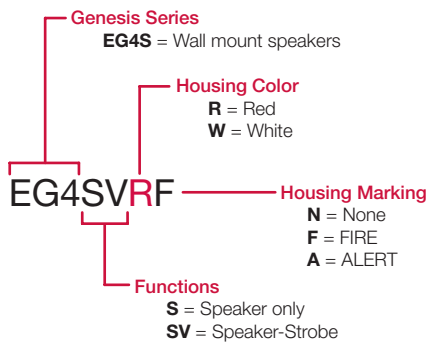 Genesis Series
EG4S = Wall mount speakers
Housing Color
R = Red
W = White
EG4SVRF
Housing Marking
N = None
F = FIRE
A = ALERT
Functions
S = Speaker only
SV = Speaker-Strobe